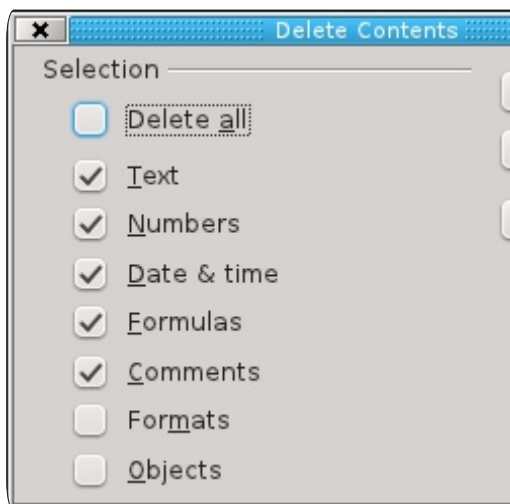 Delete Contents
Selection
Delete all
Text
Numbers
Date & time
Formulas
Comments
Formats
Objects